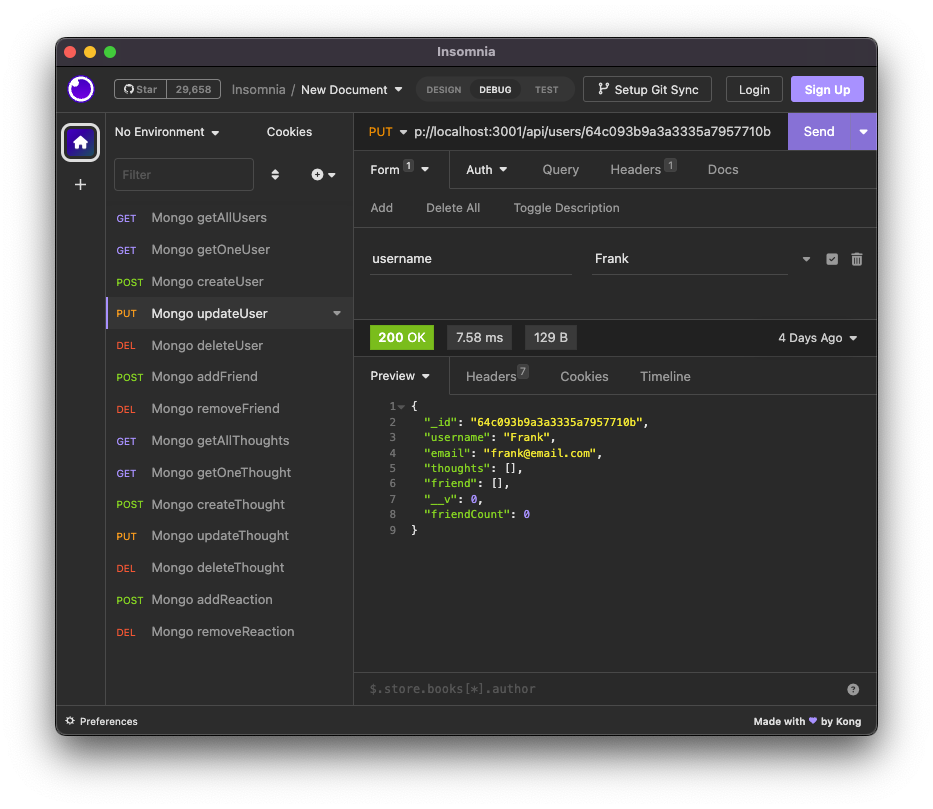 Insomnia
Star 29,658 Insomnia / New Document DESIGN DEBUG TEST Setup Git Sync Login Sign Up
No Environment Cookies
Filter
GET Mongo getAllUsers
GET Mongo getOneUser
POST Mongo createUser
PUT Mongo updateUser
DEL Mongo deleteUser
POST Mongo addFriend
DEL Mongo removeFriend
GET Mongo getAllThoughts
GET Mongo getOneThought
POST Mongo createThought
PUT Mongo updateThought
DEL Mongo deleteThought
POST Mongo addReaction
DEL Mongo removeReaction
PUT p://localhost:3001/api/users/64c093b9a3a3335a7957710b Send
Form 1 Auth Query Headers 1 Docs
Add Delete All Toggle Description
username Frank
200 OK 7.58 ms 129 B 4 Days Ago
Preview Headers 7 Cookies Timeline
1 {
2 "_id": "64c093b9a3a3335a7957710b",
3 "username": "Frank",
4 "email": "frank@email.com",
5 "thoughts": [],
6 "friend": [],
7 "__v": 0,
8 "friendCount": 0
9 }
$.store.books[*].author ?
Preferences Made with ♥ by Kong